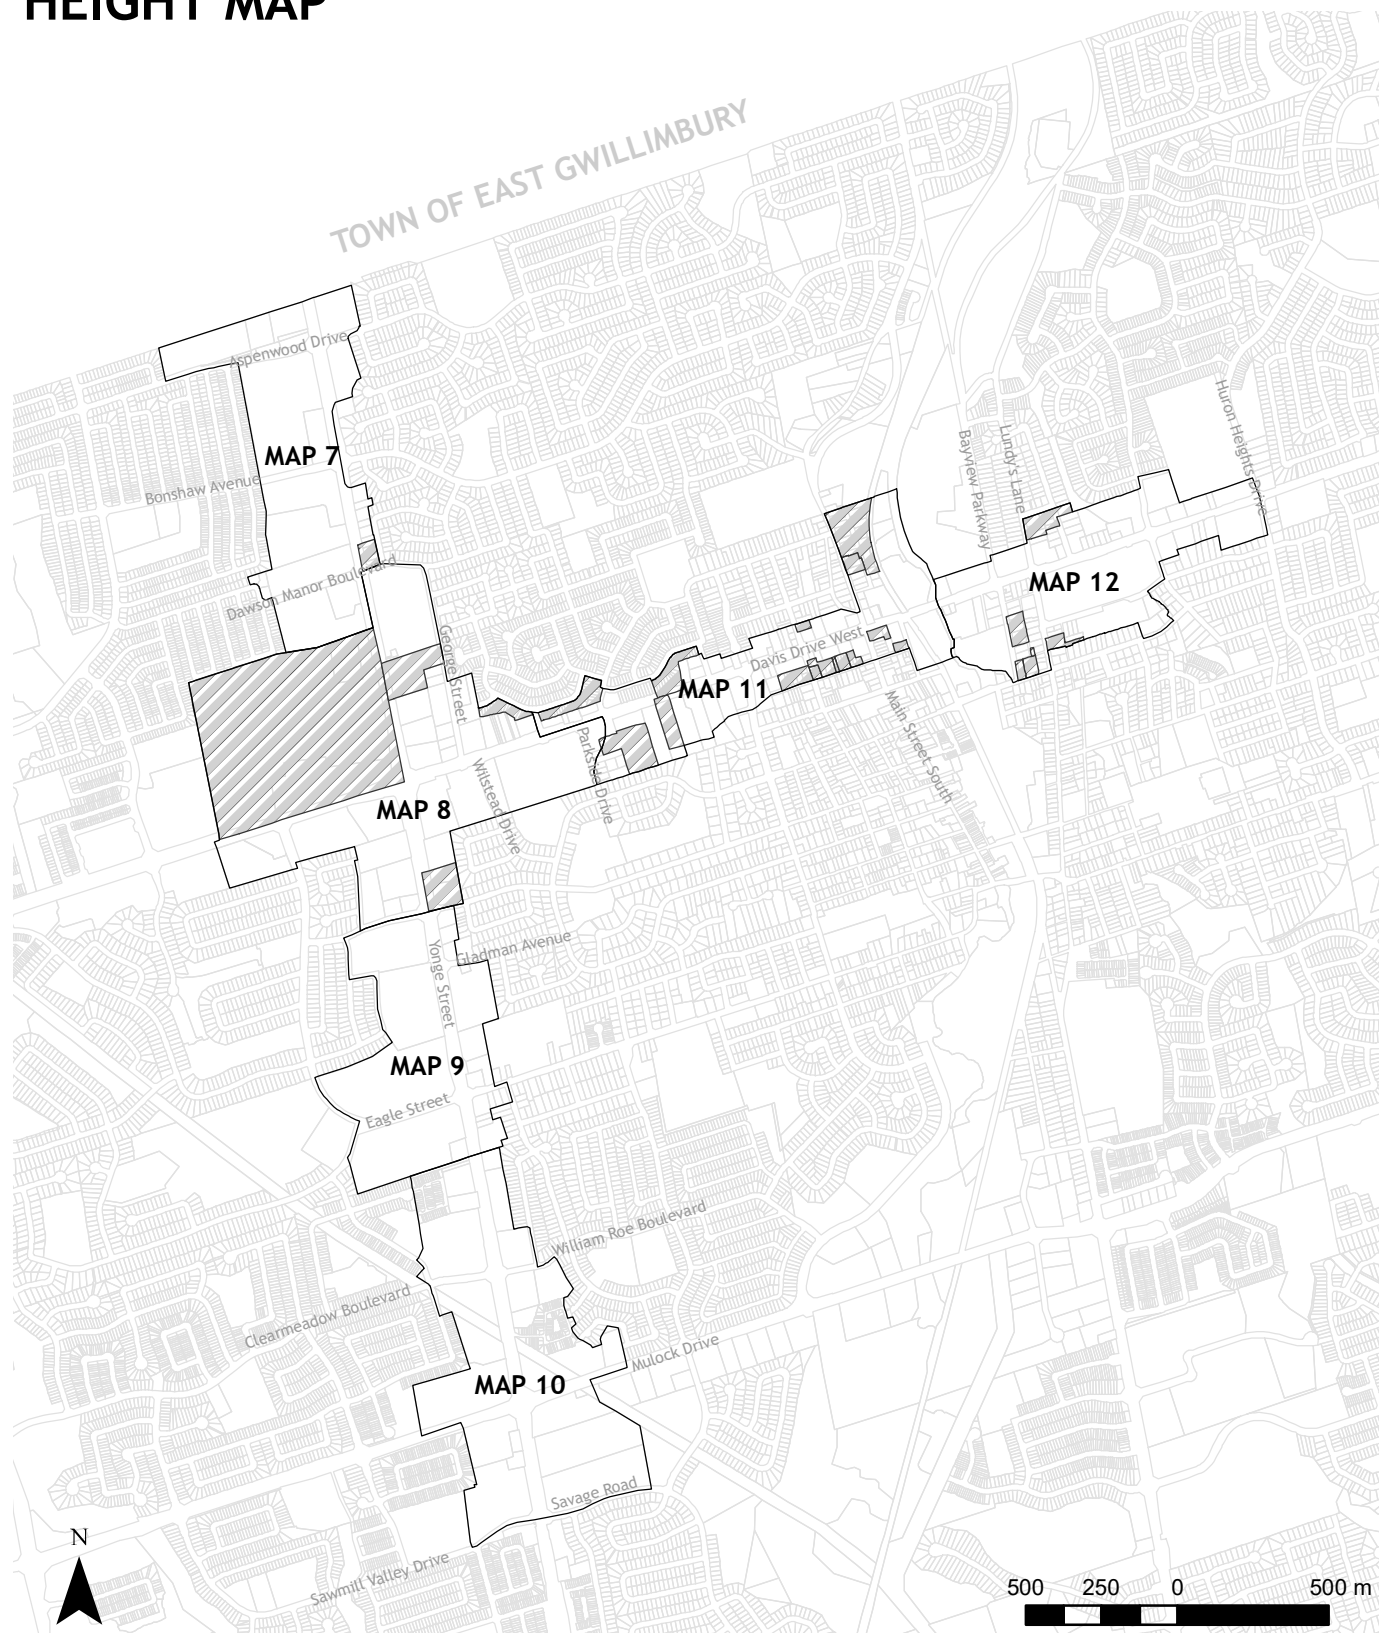 HEIGHT MAP
TOWN OF EAST GWILLIMBURY
Aspenwood Drive
MAP 7
Bonshaw Avenue
Dawson Manor Boulevard
George Street
Huron Heights Drive
Lundy's Lane
Bayview Parkway
MAP 12
Davis Drive West
MAP 11
Main Street South
Parkside Drive
Wilstead Drive
MAP 8
Gladman Avenue
Yonge Street
MAP 9
Eagle Street
William Roe Boulevard
Clearmeadow Boulevard
Mulock Drive
MAP 10
Savage Road
Sawmill Valley Drive
N
500 250 0 500 m